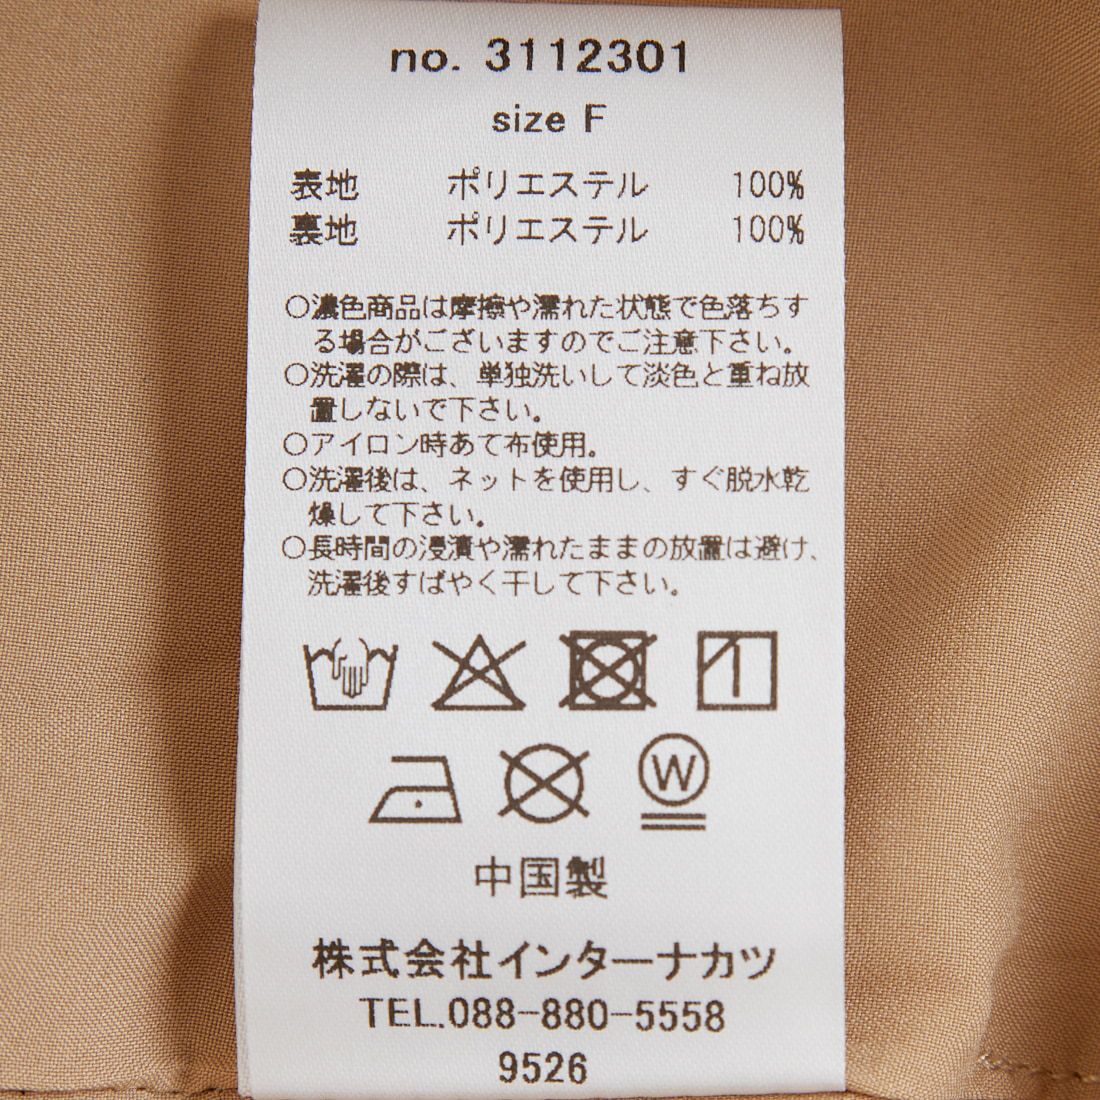 no. 3112301
size F
表地 ポリエステル 100%
裏地 ポリエステル 100%
○濃色商品は摩擦や濡れた状態で色落ちす
る場合がございますのでご注意下さい。
○洗濯の際は、単独洗いして淡色と重ね放
置しないで下さい。
○アイロン時あて布使用。
○洗濯後は、ネットを使用し、すぐ脱水乾
燥して下さい。
○長時間の浸漬や濡れたままの放置は避け、
洗濯後すばやく干して下さい。
W
中国製
株式会社インターナカツ
TEL.088-880-5558
9526